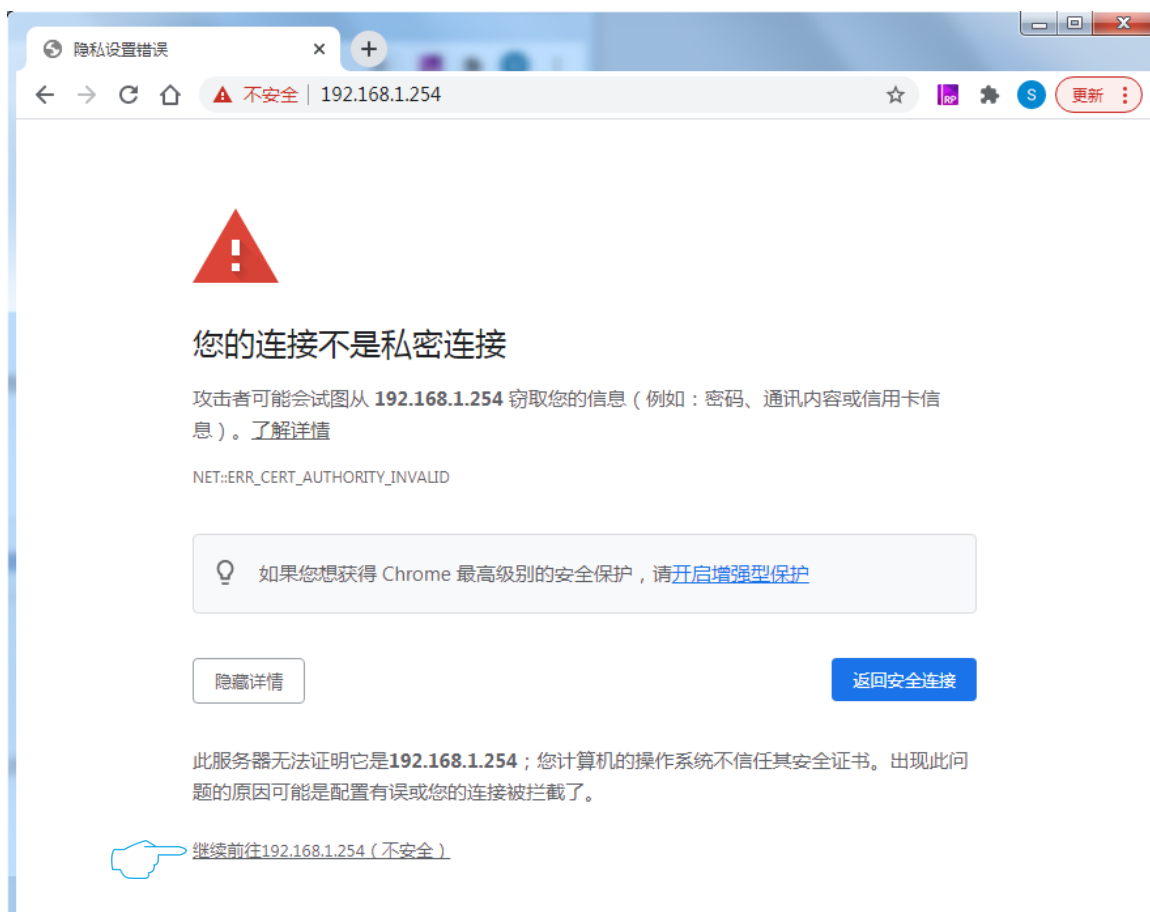 隐私设置错误
不安全 192.168.1.254
RP
S
更新
您的连接不是私密连接
攻击者可能会试图从 192.168.1.254 窃取您的信息（例如：密码、通讯内容或信用卡信
息）。了解详情
NET::ERR_CERT_AUTHORITY_INVALID
如果您想获得 Chrome 最高级别的安全保护，请开启增强型保护
隐藏详情
返回安全连接
此服务器无法证明它是192.168.1.254；您计算机的操作系统不信任其安全证书。出现此问
题的原因可能是配置有误或您的连接被拦截了。
继续前往192.168.1.254（不安全）